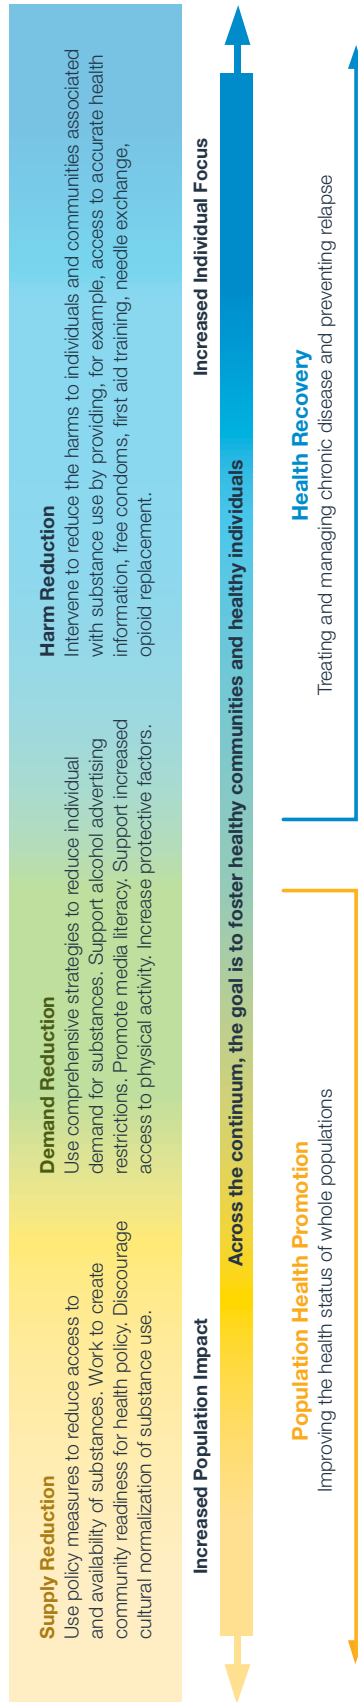 Supply Reduction
Use policy measures to reduce access to
and availability of substances. Work to create
community readiness for health policy. Discourage
cultural normalization of substance use.
Demand Reduction
Use comprehensive strategies to reduce individual
demand for substances. Support alcohol advertising
restrictions. Promote media literacy. Support increased
access to physical activity. Increase protective factors.
Harm Reduction
Intervene to reduce the harms to individuals and communities associated
with substance use by providing, for example, access to accurate health
information, free condoms, first aid training, needle exchange,
opioid replacement.
Increased Population Impact
Increased Individual Focus
Across the continuum, the goal is to foster healthy communities and healthy individuals
Population Health Promotion
Improving the health status of whole populations
Health Recovery
Treating and managing chronic disease and preventing relapse